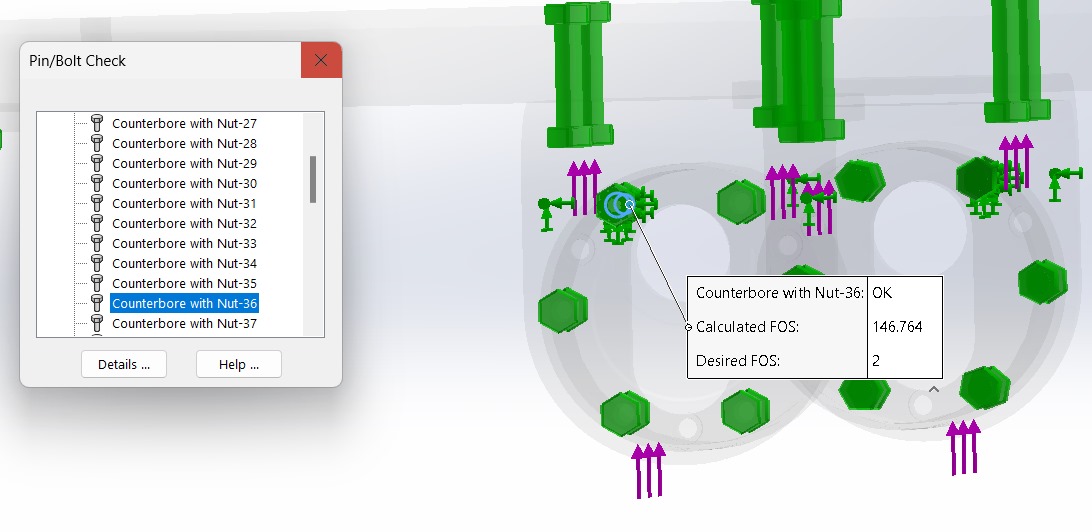 Pin/Bolt Check
Counterbore with Nut-27
Counterbore with Nut-28
Counterbore with Nut-29
Counterbore with Nut-30
Counterbore with Nut-31
Counterbore with Nut-32
Counterbore with Nut-33
Counterbore with Nut-34
Counterbore with Nut-35
Counterbore with Nut-36
Counterbore with Nut-37
Details ... Help ...
Counterbore with Nut-36: OK
Calculated FOS: 146.764
Desired FOS: 2